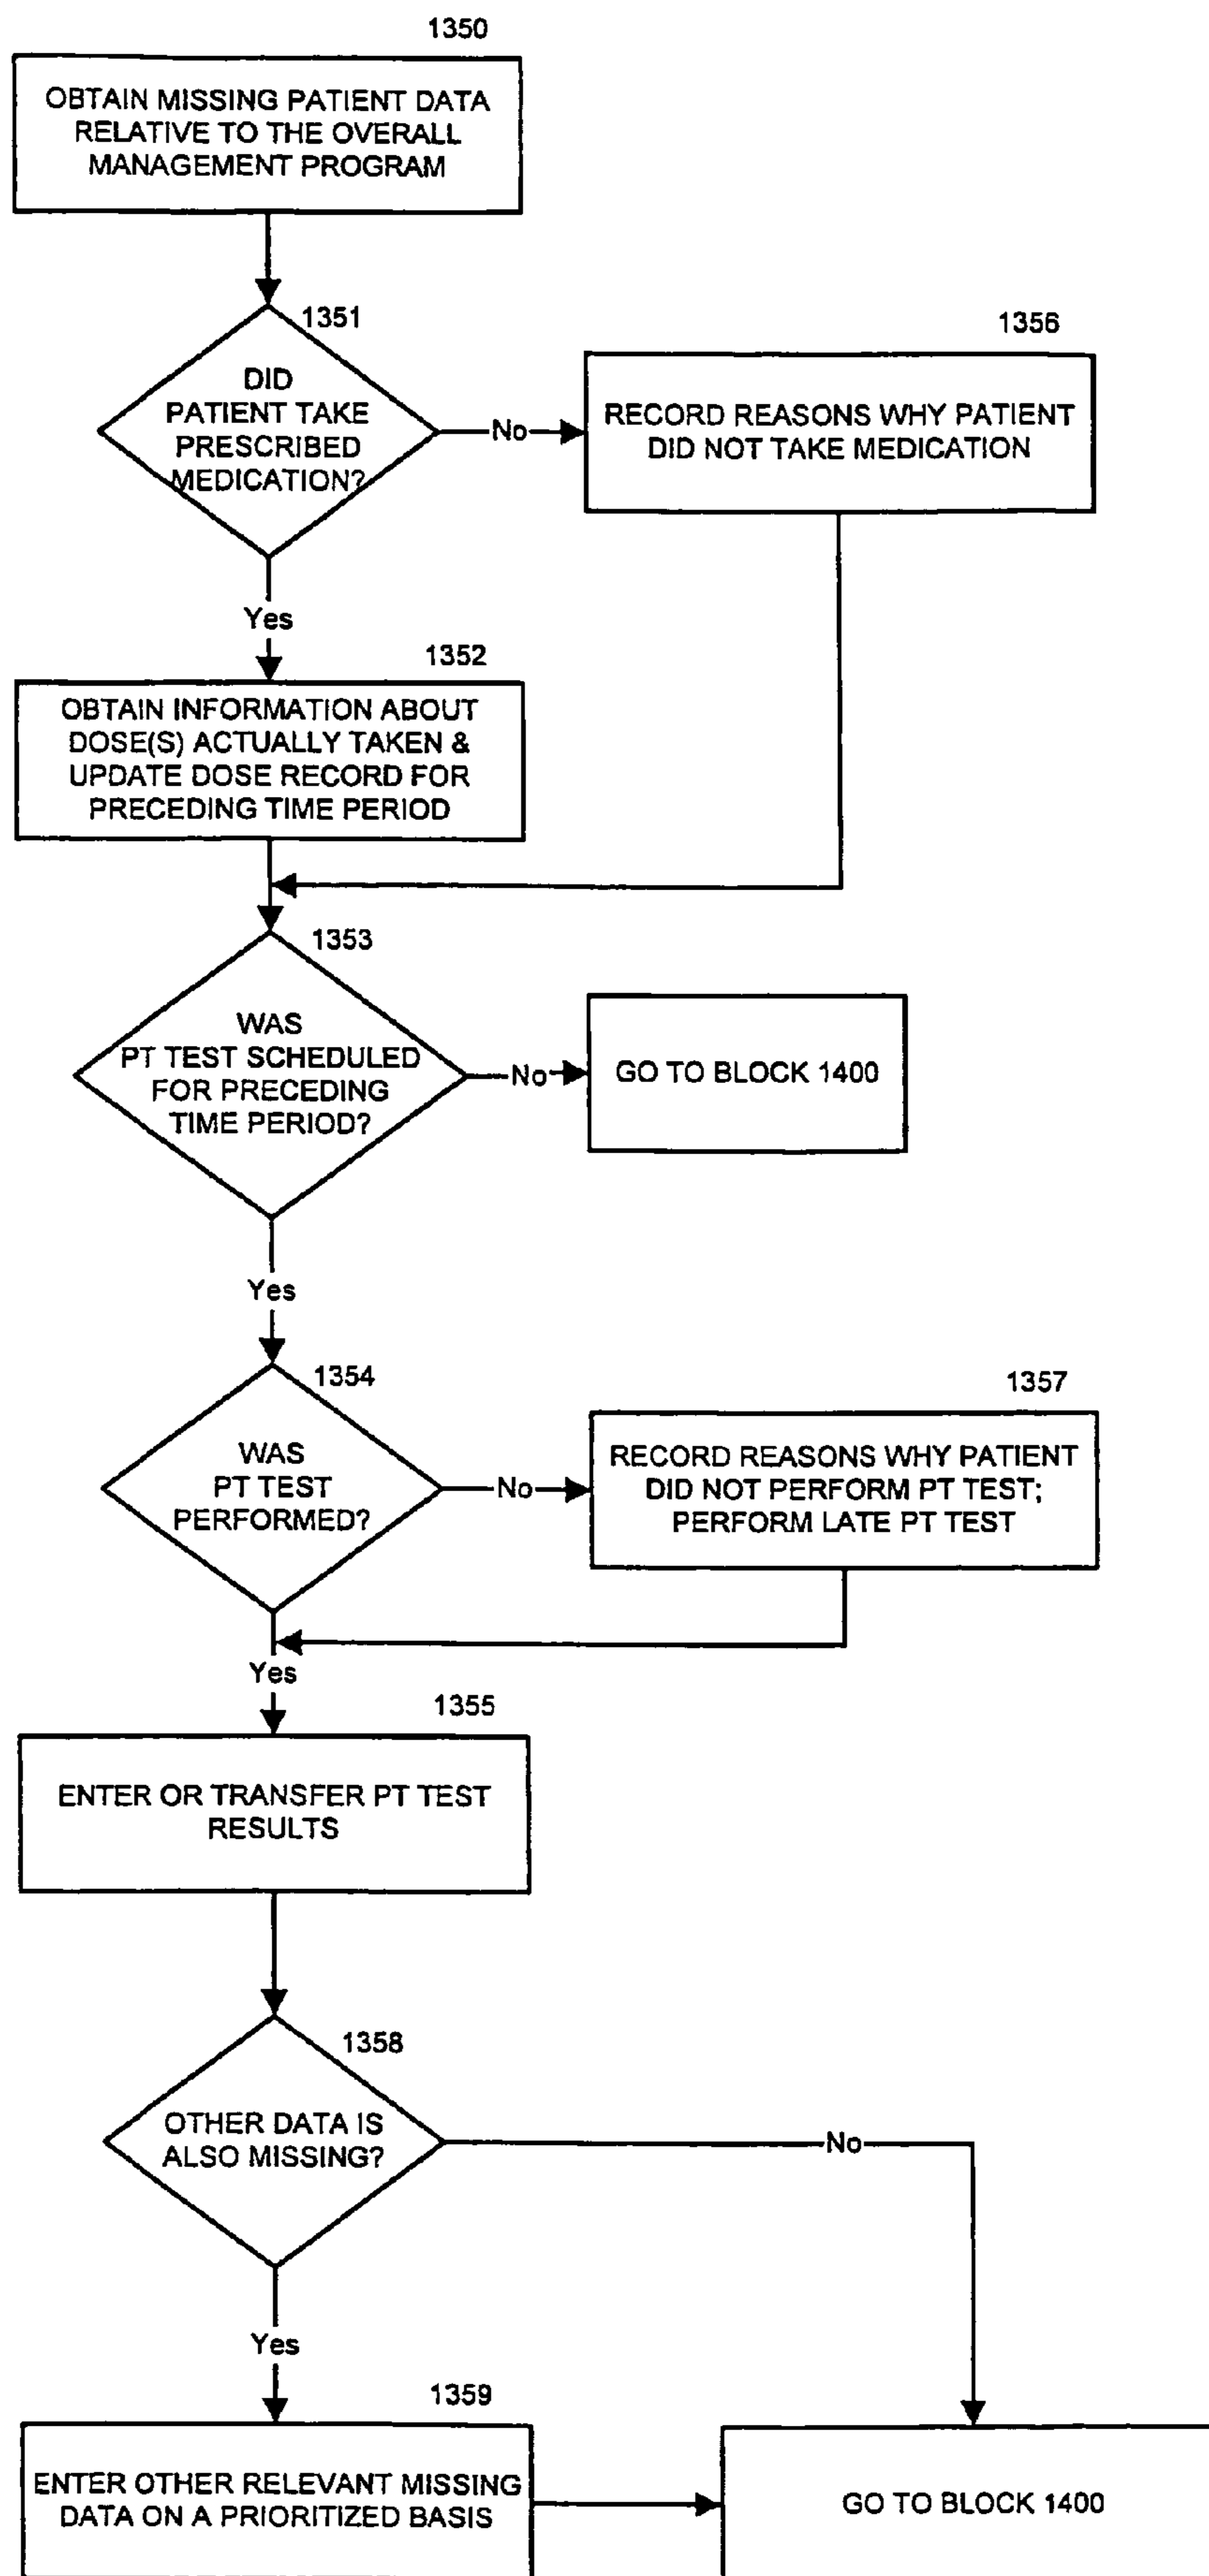 1350
OBTAIN MISSING PATIENT DATA
RELATIVE TO THE OVERALL
MANAGEMENT PROGRAM
1351
DID
PATIENT TAKE
PRESCRIBED
MEDICATION?
No
1356
RECORD REASONS WHY PATIENT
DID NOT TAKE MEDICATION
Yes
1352
OBTAIN INFORMATION ABOUT
DOSE(S) ACTUALLY TAKEN &
UPDATE DOSE RECORD FOR
PRECEDING TIME PERIOD
1353
WAS
PT TEST SCHEDULED
FOR PRECEDING
TIME PERIOD?
No
GO TO BLOCK 1400
Yes
1354
WAS
PT TEST
PERFORMED?
No
1357
RECORD REASONS WHY PATIENT
DID NOT PERFORM PT TEST;
PERFORM LATE PT TEST
Yes
1355
ENTER OR TRANSFER PT TEST
RESULTS
1358
OTHER DATA IS
ALSO MISSING?
No
Yes
1359
ENTER OTHER RELEVANT MISSING
DATA ON A PRIORITIZED BASIS
GO TO BLOCK 1400